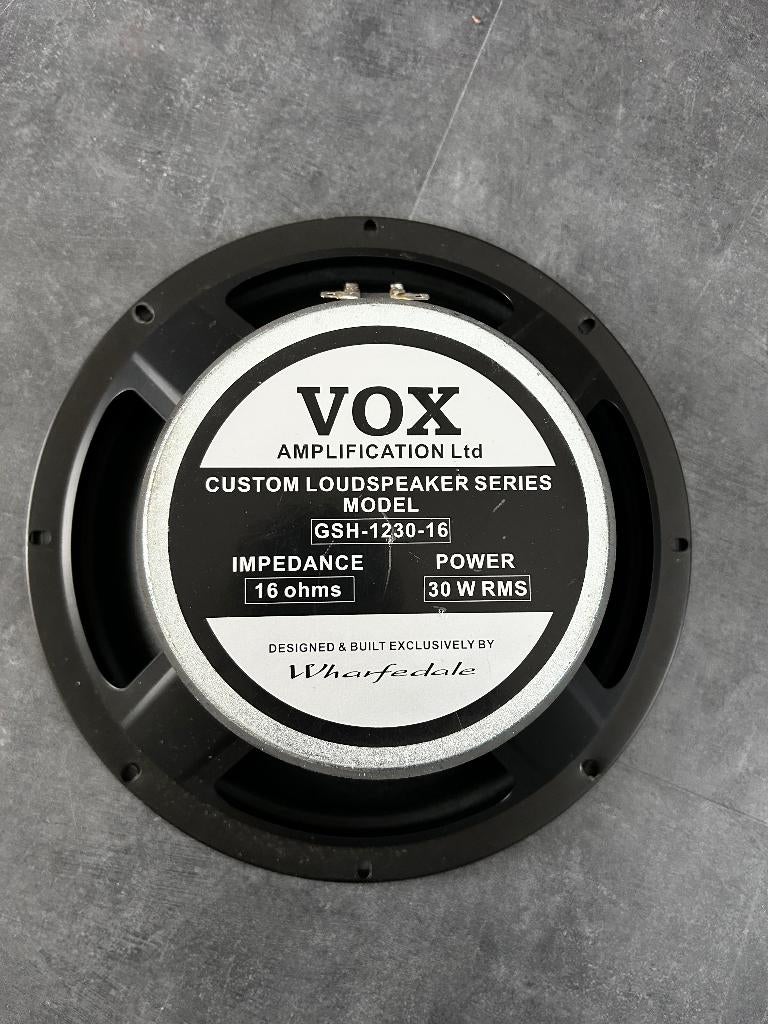 VOX
AMPLIFICATION Ltd
CUSTOM LOUDSPEAKER SERIES
MODEL
GSH-1230-16
IMPEDANCE POWER
16 ohms 30 W RMS
DESIGNED & BUILT EXCLUSIVELY BY
Wharfedale